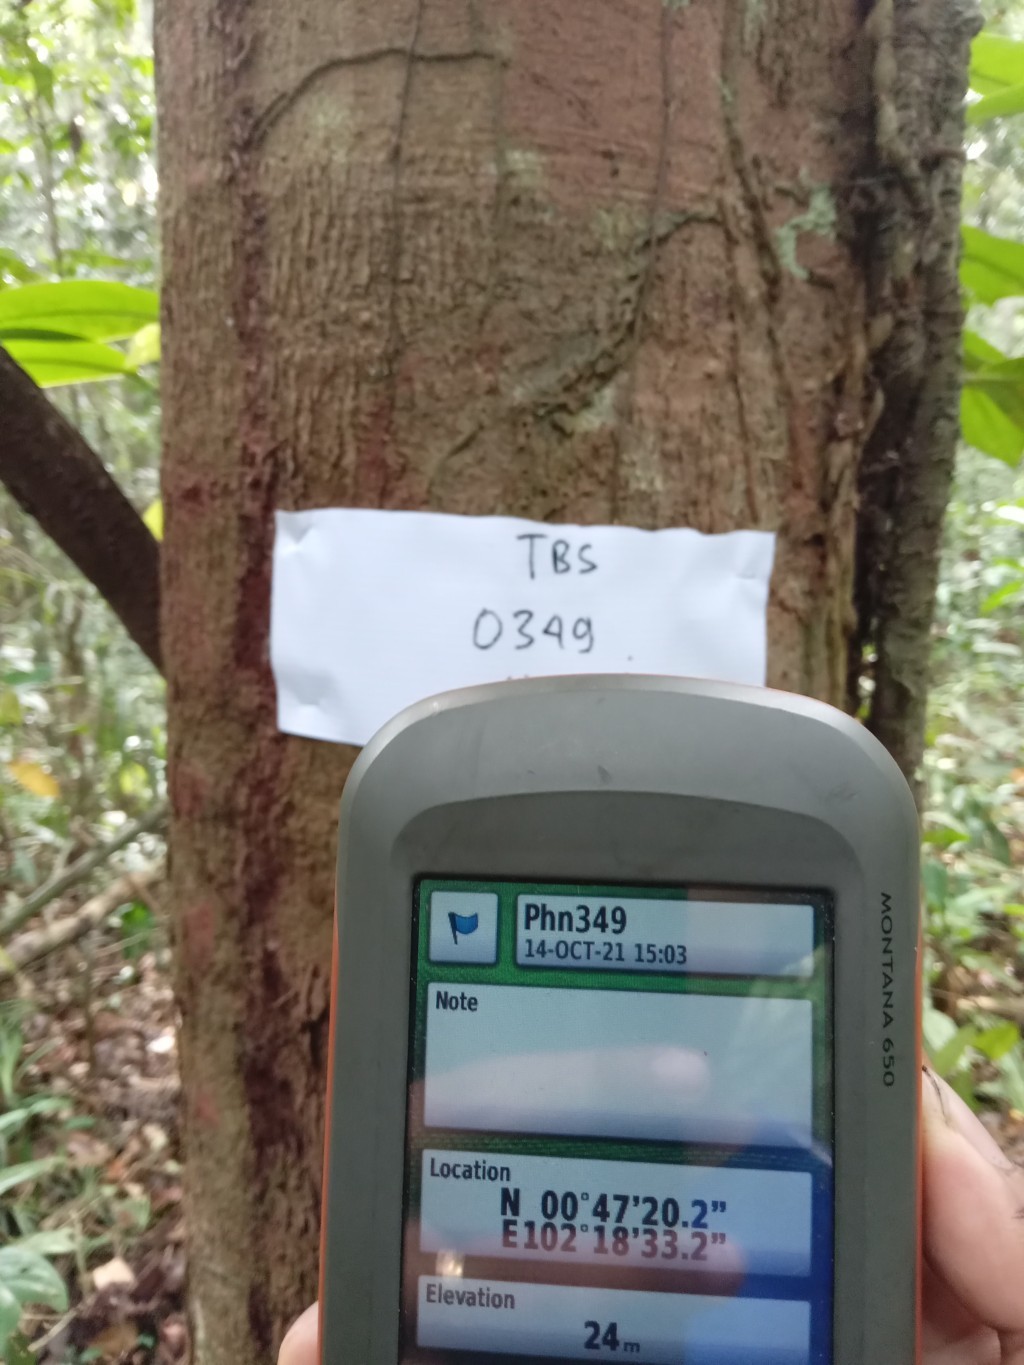 TBS
0349
Phn349
14-OCT-21 15:03
Note
Location
N 00°47'20.2"
E102°18'33.2"
Elevation
24m
MONTANA 650